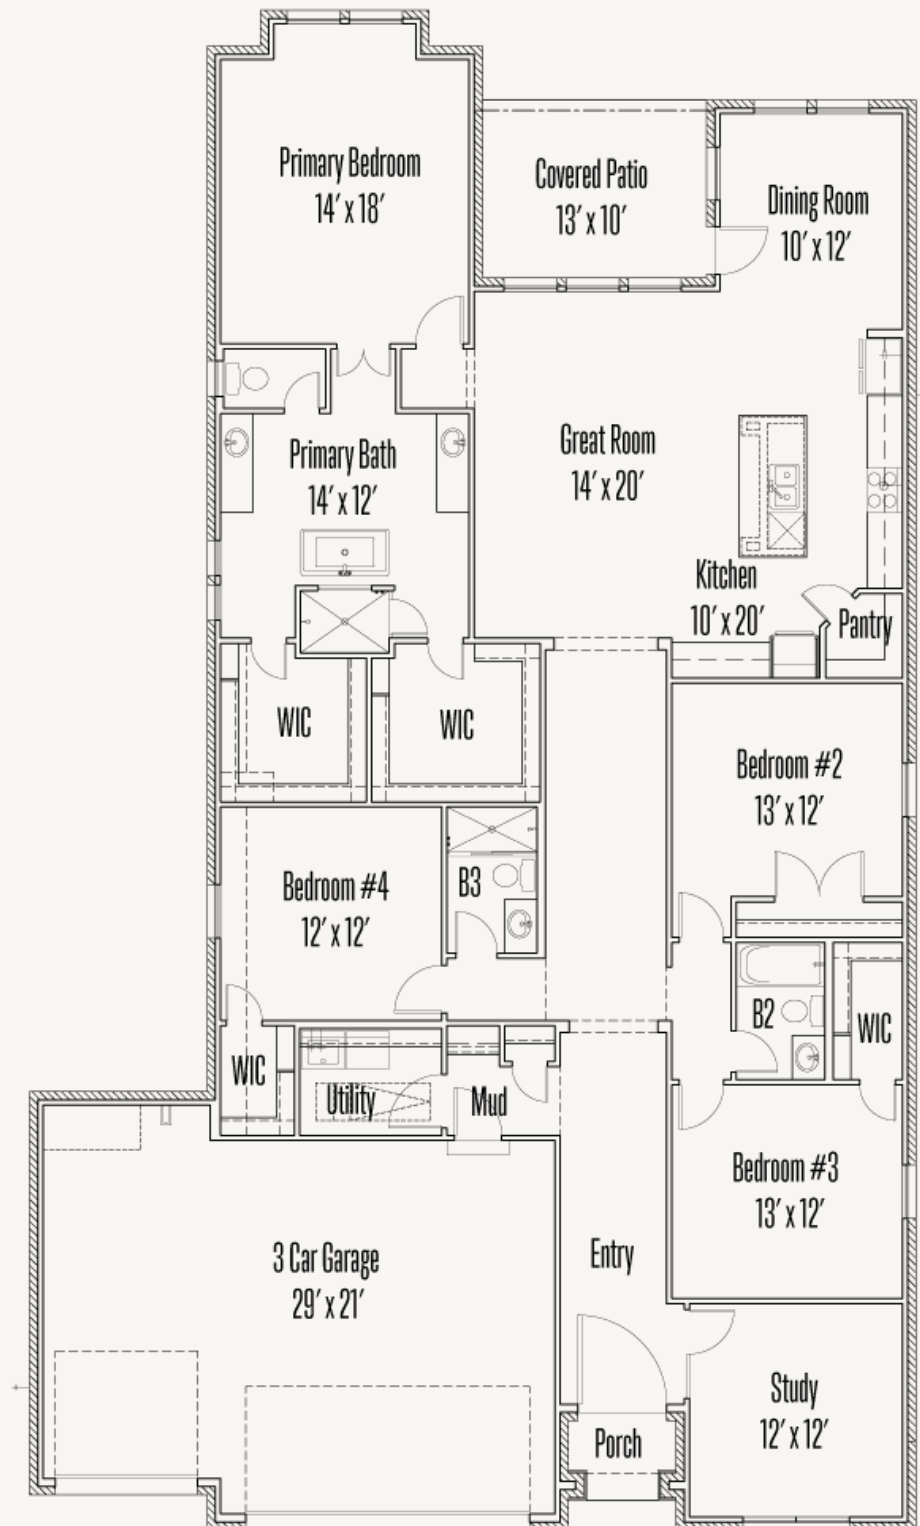 Primary Bedroom
14' x 18'
Covered Patio
13' x 10'
Dining Room
10' x 12'
Primary Bath
14' x 12'
Great Room
14' x 20'
Kitchen
10' x 20'
Pantry
WIC
WIC
Bedroom #2
13' x 12'
Bedroom #4
12' x 12'
B3
B2
WIC
WIC
Utility
Mud
Bedroom #3
13' x 12'
3 Car Garage
29' x 21'
Entry
Study
12' x 12'
Porch